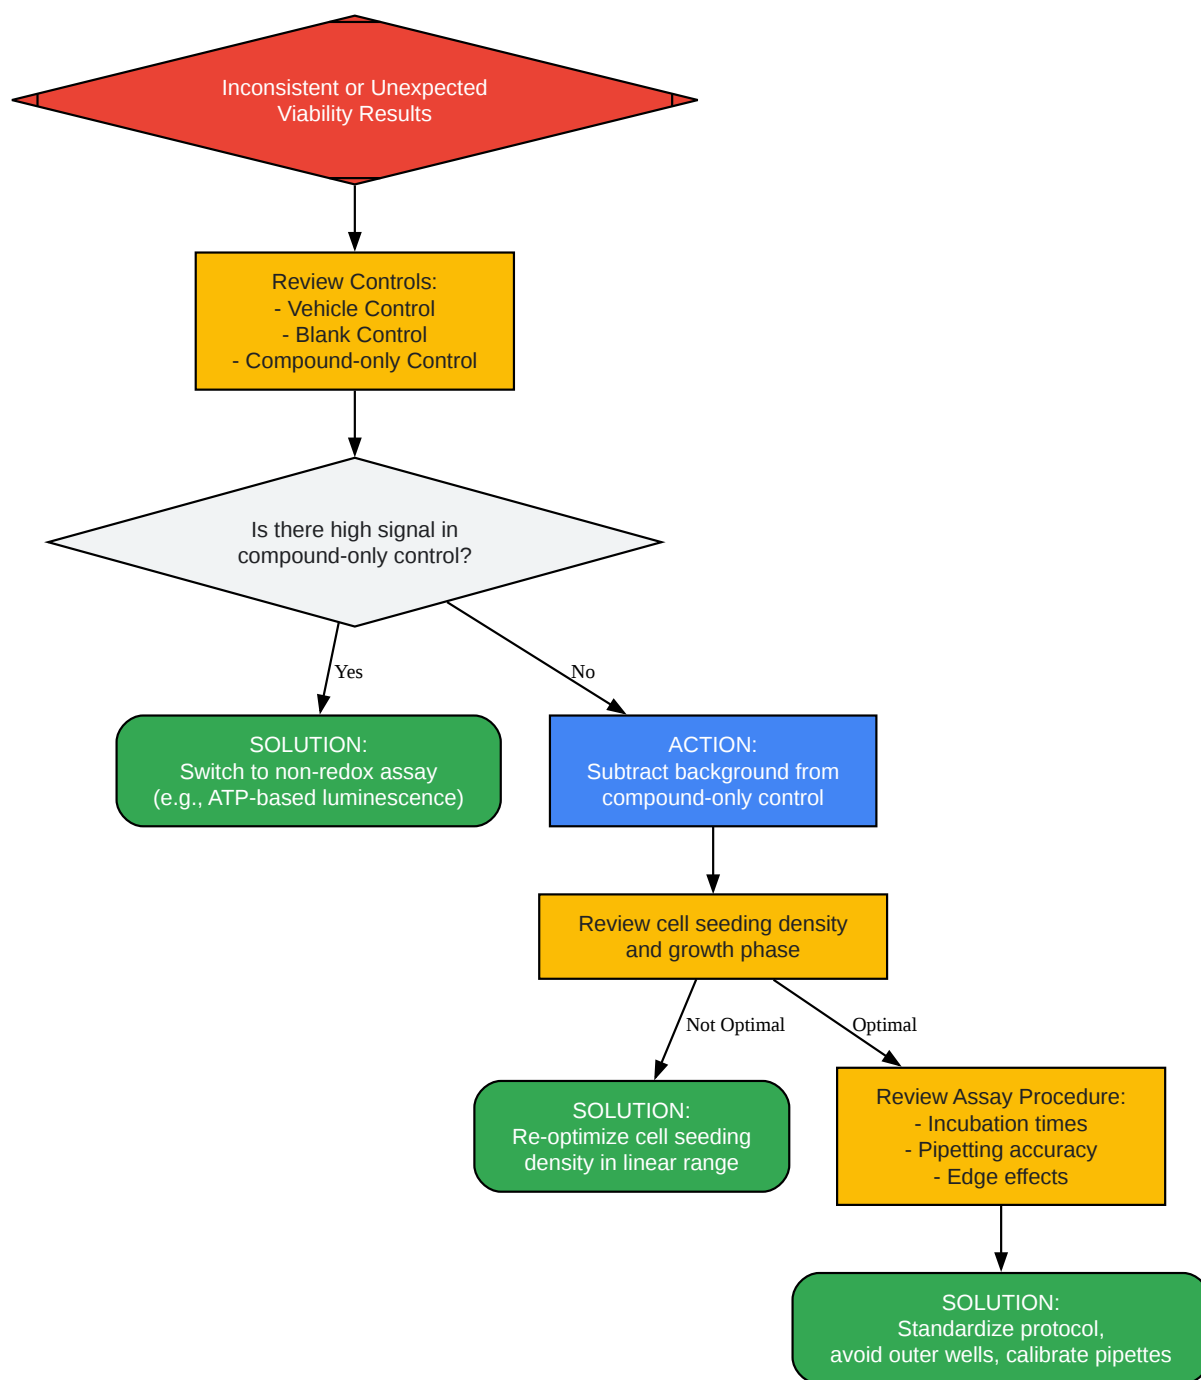 Inconsistent or Unexpected
Viability Results
Review Controls:
- Vehicle Control
- Blank Control
- Compound-only Control
Is there high signal in
compound-only control?
Yes
No
SOLUTION:
Switch to non-redox assay
(e.g., ATP-based luminescence)
ACTION:
Subtract background from
compound-only control
Review cell seeding density
and growth phase
Not Optimal
Optimal
SOLUTION:
Re-optimize cell seeding
density in linear range
Review Assay Procedure:
- Incubation times
- Pipetting accuracy
- Edge effects
SOLUTION:
Standardize protocol,
avoid outer wells, calibrate pipettes